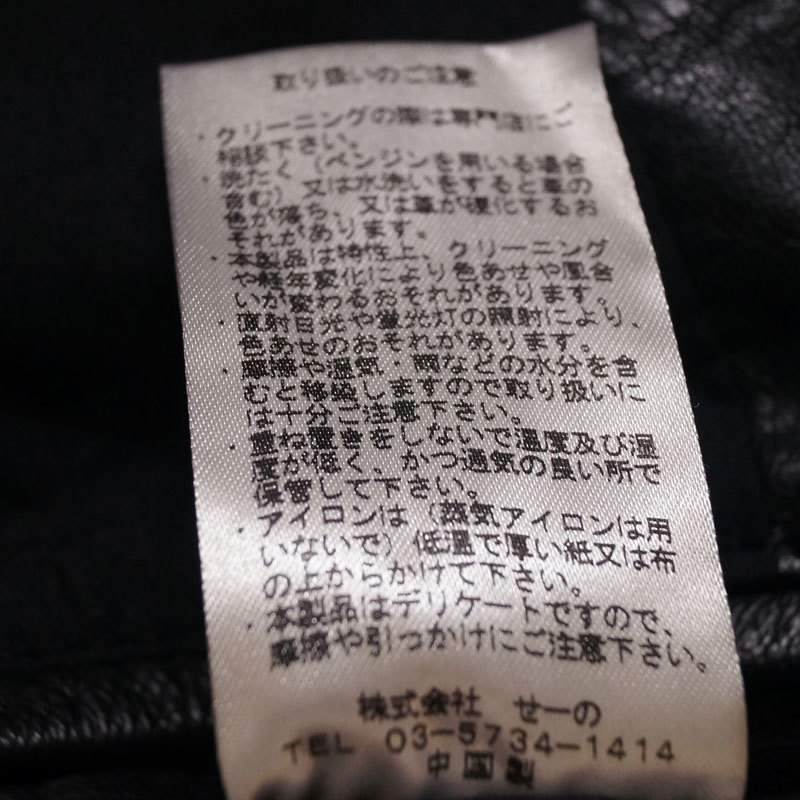 取り扱いのご注意
・クリーニングの際は専門店にご
相談下さい。
・洗たく（ベンジンを用いる場合
含む）又は水洗いをすると革の
色が落ち、又は革が硬化するお
それがあります。
・本製品は特性上、クリーニング
や経年変化により色あせや風合
いが変わるおそれがあります。
・直射日光や蛍光灯の照射により、
色あせのおそれがあります。
・摩擦や湿気・雨などの水分を含
むと移染しますので取り扱いに
は十分ご注意下さい。
・重ね置きをしないで温度及び湿
度が低く、かつ通気の良い所で
保管して下さい。
・アイロンは（蒸気アイロンは用
いないで）低温で厚い紙又は布
の上からかけて下さい。
・本製品はデリケートですので、
摩擦や引っかけにご注意下さい。
株式会社 せーの
TEL 03-5734-1414
中国製